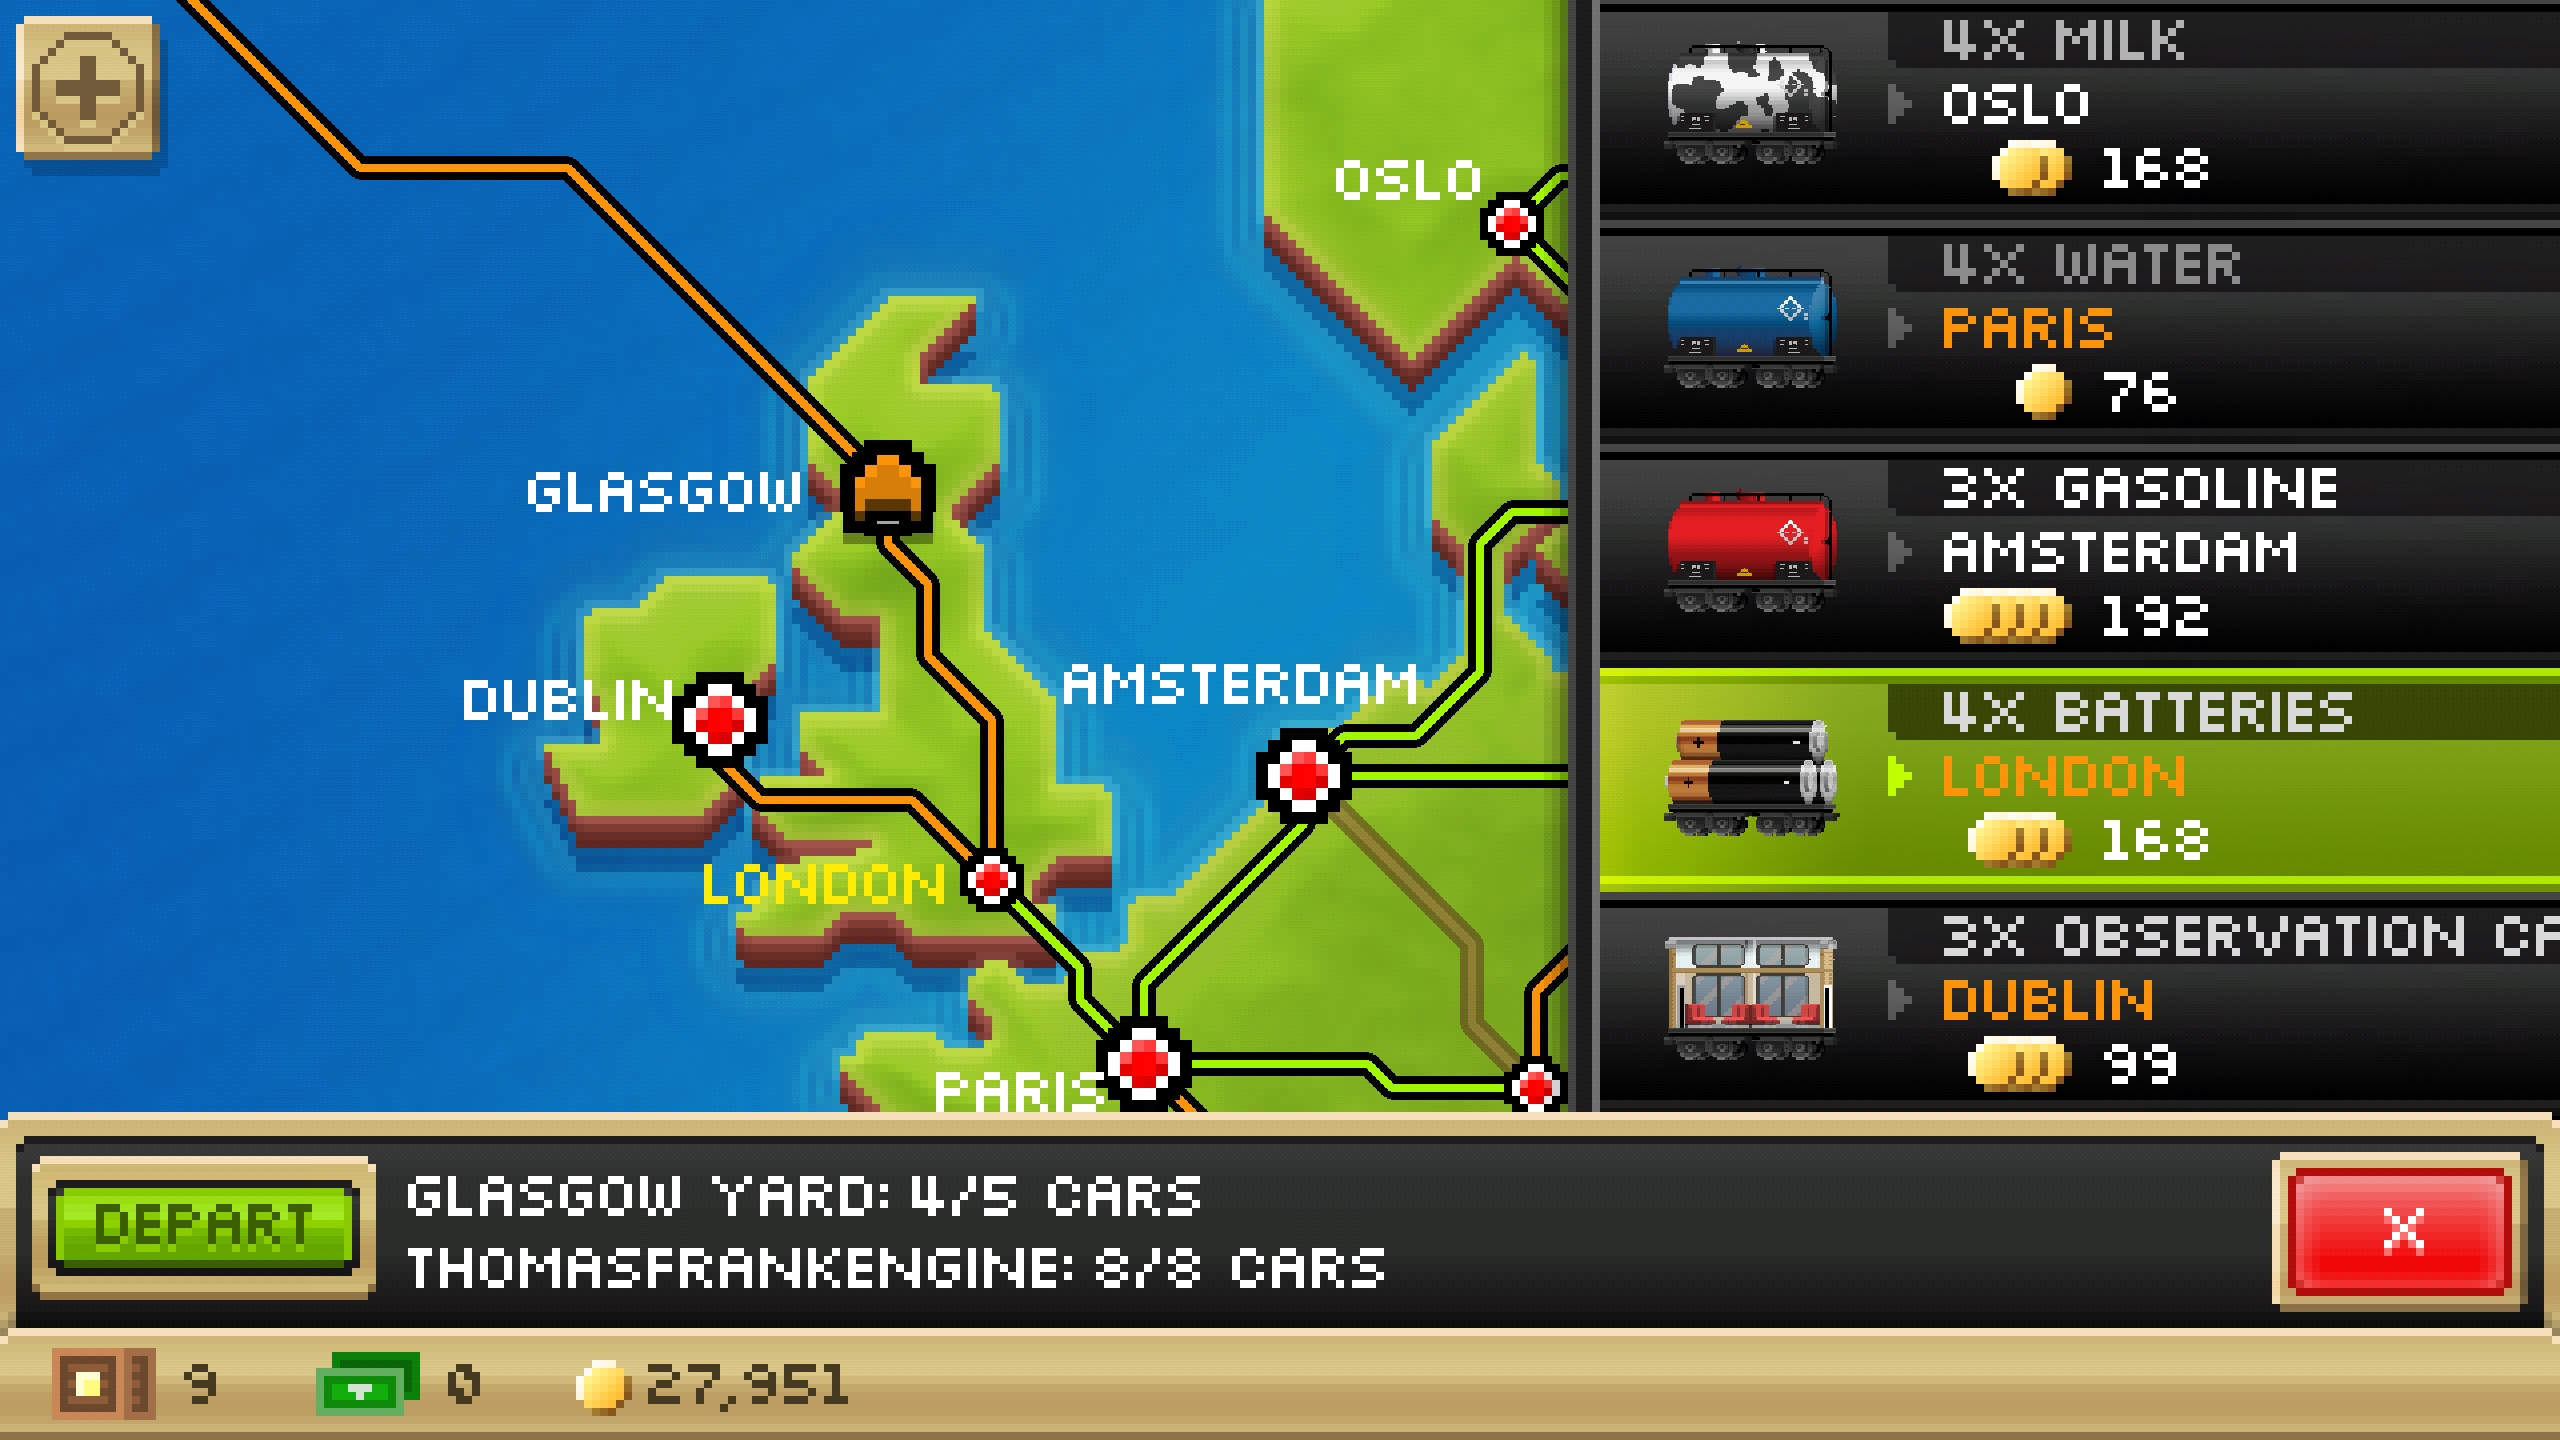 4X MILK
OSLO
168
4X WATER
PARIS
76
3X GASOLINE
AMSTERDAM
192
4X BATTERIES
LONDON
168
3X OBSERVATION CA
DUBLIN
99
OSLO
GLASGOW
DUBLIN
AMSTERDAM
LONDON
PARIS
DEPART
GLASGOW YARD: 4/5 CARS
THOMASFRANKENGINE: 8/8 CARS
X
9
0
27,951